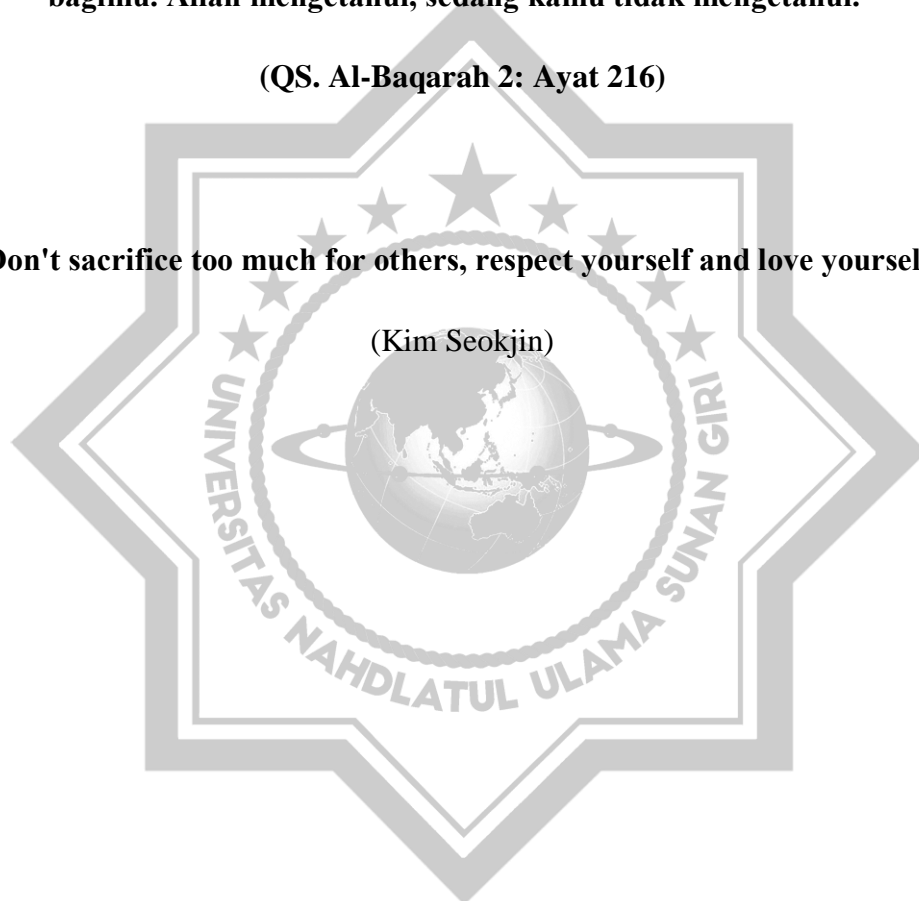 bagimu. Allah mengetahui, sedang kamu tidak mengetahui."
(QS. Al-Baqarah 2: Ayat 216)
Don't sacrifice too much for others, respect yourself and love yoursel
(Kim Seokjin)
UNIVERSITAS NAHDLATUL ULAMA SUNAN GIRI